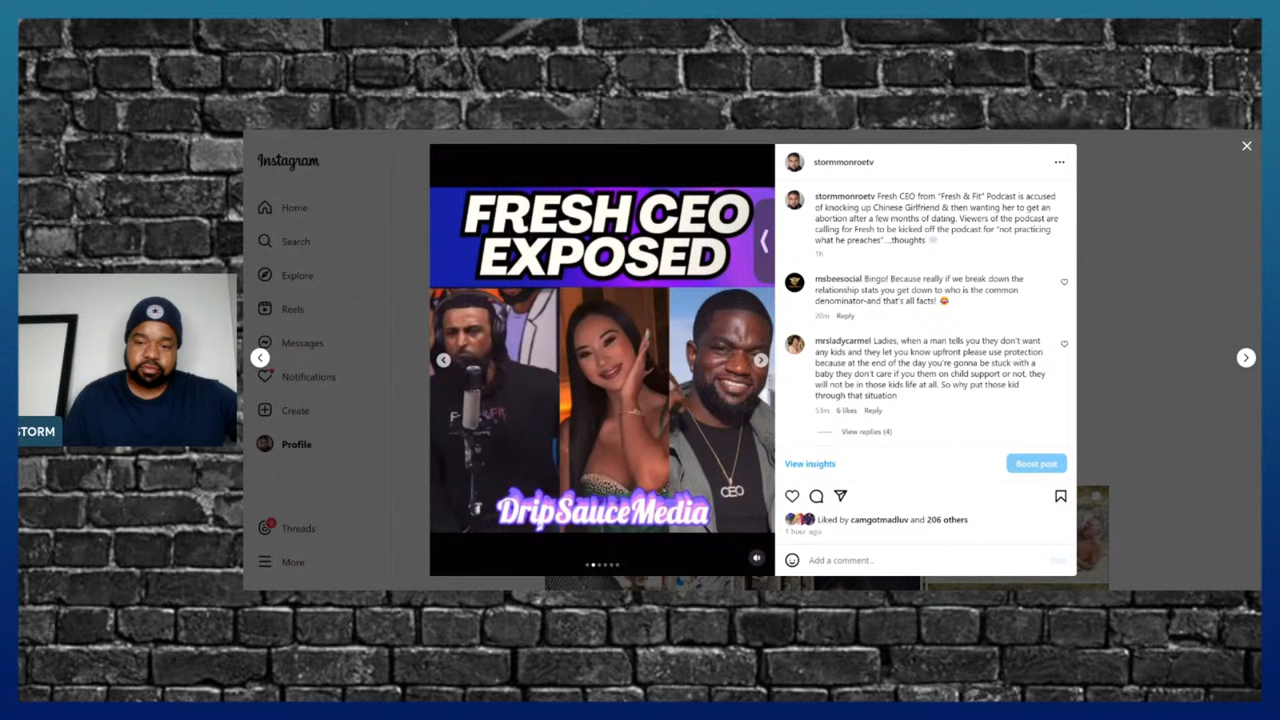 Instagram
Home
Search
Explore
Reels
Messages
Notifications
Create
Profile
Threads
More
STORM
FRESH CEO
EXPOSED
CEO
DripSauceMedia
stormmonroetv
stormmonroetv Fresh CEO from "Fresh & Fit" Podcast is accused
of knocking up Chinese Girlfriend & then wanting her to get an
abortion after a few months of dating. Viewers of the podcast are
calling for Fresh to be kicked off the podcast for "not practicing
what he preaches"....thoughts
1h
msbeesocial Bingo! Because really if we break down the
relationship stats you get down to who is the common
denominator-and that's all facts!
20m Reply
mrsladycarmel Ladies, when a man tells you they don't want
any kids and they let you know upfront please use protection
because at the end of the day you're gonna be stuck with a
baby they don't care if you them on child support or not, they
will not be in those kids life at all. So why put those kid
through that situation
53m 6 likes Reply
View replies (4)
View insights
Boost post
Liked by camgotmadluv and 206 others
1 hour ago
Add a comment...
Post